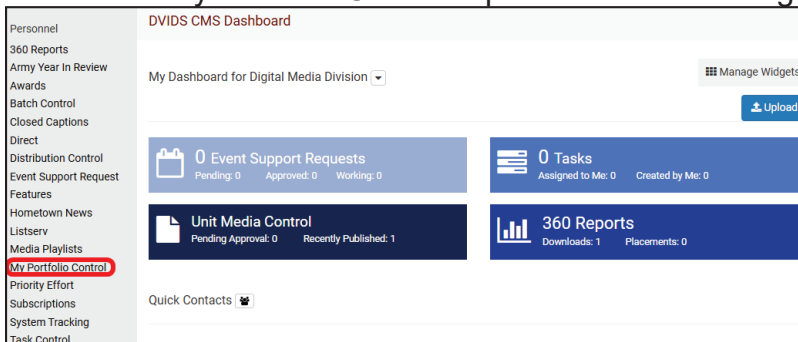 Personnel
360 Reports
Army Year In Review
Awards
Batch Control
Closed Captions
Direct
Distribution Control
Event Support Request
Features
Hometown News
Listserv
Media Playlists
My Portfolio Control
Priority Effort
Subscriptions
System Tracking
Task Control
DVIDS CMS Dashboard
My Dashboard for Digital Media Division
Manage Widgets
Upload
0 Event Support Requests
Pending: 0 Approved: 0 Working: 0
0 Tasks
Assigned to Me: 0 Created by Me: 0
Unit Media Control
Pending Approval: 0 Recently Published: 1
360 Reports
Downloads: 1 Placements: 0
Quick Contacts